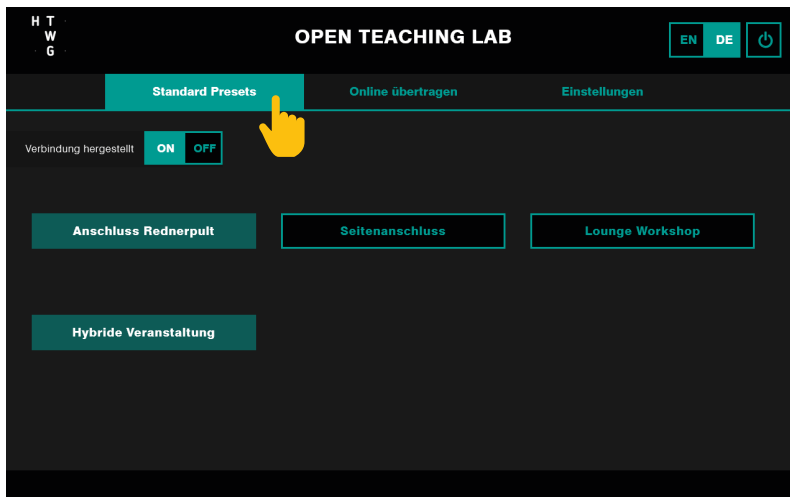 H T
W
G
OPEN TEACHING LAB
EN DE
Standard Presets Online übertragen Einstellungen
Verbindung hergestellt ON OFF
Anschluss Rednerpult Seitenanschluss Lounge Workshop
Hybride Veranstaltung